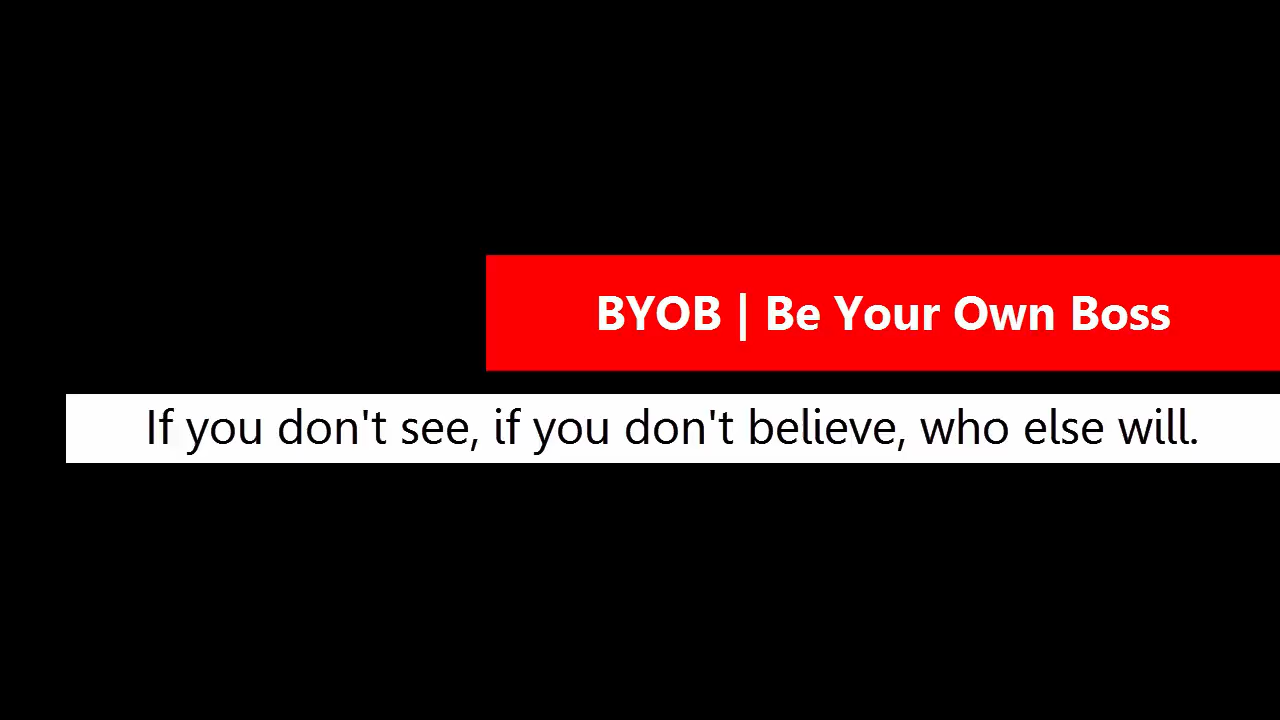 BYOB | Be Your Own Boss
If you don't see, if you don't believe, who else will.